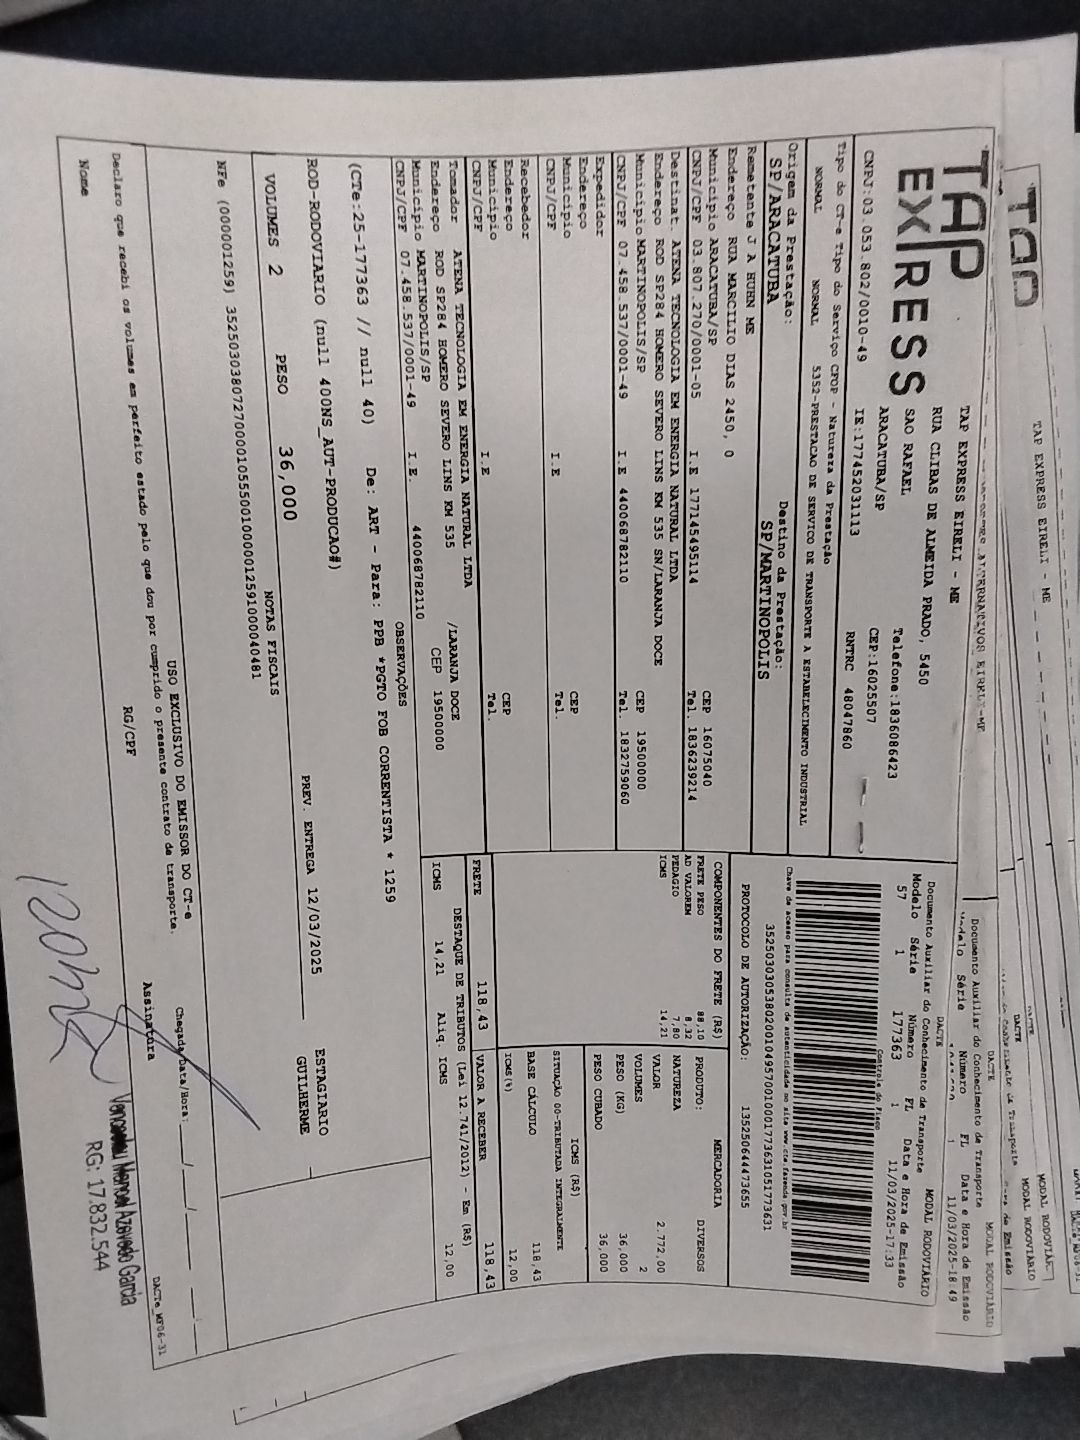 TAP
EXPRESS
TAP EXPRESS EIRELI - ME
RUA CLIBAS DE ALMEIDA PRADO, 5450
SAO RAFAEL
ARACATUBA/SP
Telefone:1836086423
CEP:16025507
CNPJ:03.053.802/0010-49
IE:177452031113
RNTRC 48047860
DACTE
MODAL RODOVIÁRIO
Documento Auxiliar do Conhecimento de Transporte
Modelo Série Número FL Data e Hora de Emissão
57 1 177363 1 11/03/2025-17:33
Controle do Fisco
Chave de acesso para consulta de autenticidade no site www.cte.fazenda.gov.br
PROTOCOLO DE AUTORIZAÇÃO: 135250644473655
Tipo do CT-e Tipo do Serviço CFOP - Natureza da Prestação
NORMAL NORMAL 5352-PRESTACAO DE SERVICO DE TRANSPORTE A ESTABELECIMENTO INDUSTRIAL
Origem da Prestação: Destino da Prestação:
SP/ARACATUBA SP/MARTINOPOLIS
Remetente J A HUHN ME
Endereço RUA MARCILIO DIAS 2450, 0
Município ARACATUBA/SP CEP 16075040
CNPJ/CPF 03.807.270/0001-05 I.E 177145495114 Tel. 1836239214
Destinat. ATENA TECNOLOGIA EM ENERGIA NATURAL LTDA
Endereço ROD SP284 HOMERO SEVERO LINS KM 535 SN/LARANJA DOCE
Município MARTINOPOLIS/SP CEP 19500000
CNPJ/CPF 07.458.537/0001-49 I.E 440068782110 Tel. 1832759060
Expedidor
Endereço
Município CEP
CNPJ/CPF I.E Tel.
Recebedor
Endereço
Município CEP
CNPJ/CPF I.E Tel.
Tomador ATENA TECNOLOGIA EM ENERGIA NATURAL LTDA
Endereço ROD SP284 HOMERO SEVERO LINS KM 535 /LARANJA DOCE
Município MARTINOPOLIS/SP CEP 19500000
CNPJ/CPF 07.458.537/0001-49 I.E. 440068782110
COMPONENTES DO FRETE (R$)
FRETE PESO 88,10
AD VALOREM 8,32
PEDAGIO 7,80
ICMS 14,21
MERCADORIA
PRODUTO: DIVERSOS
NATUREZA
VALOR 2.772,00
VOLUMES 2
PESO (KG) 36,000
PESO CUBADO 36,000
ICMS (R$)
SITUAÇÃO 00-TRIBUTADA INTEGRALMENTE
BASE CÁLCULO 118,43
ICMS(%) 12,00
FRETE 118,43 VALOR A RECEBER 118,43
DESTAQUE DE TRIBUTOS (Lei 12.741/2012) - Em (R$)
ICMS 14,21 Aliq. ICMS 12,00
OBSERVAÇÕES
(CTe:25-177363 // null 40) De: ART - Para: PPB *PGTO FOB CORRENTISTA * 1259
ROD-RODOVIARIO (null 400NS_AUT-PRODUCAO#)
PREV. ENTREGA 12/03/2025
ESTAGIARIO
GUILHERME
VOLUMES 2 PESO 36,000
NOTAS FISCAIS
USO EXCLUSIVO DO EMISSOR DO CT-e
Declaro que recebi os volumes em perfeito estado pelo que dou por cumprido o presente contrato de transporte.
Chegada Data/Hora:
Nome RG/CPF Assinatura
Azevedo Garcia
RG: 17.832.544